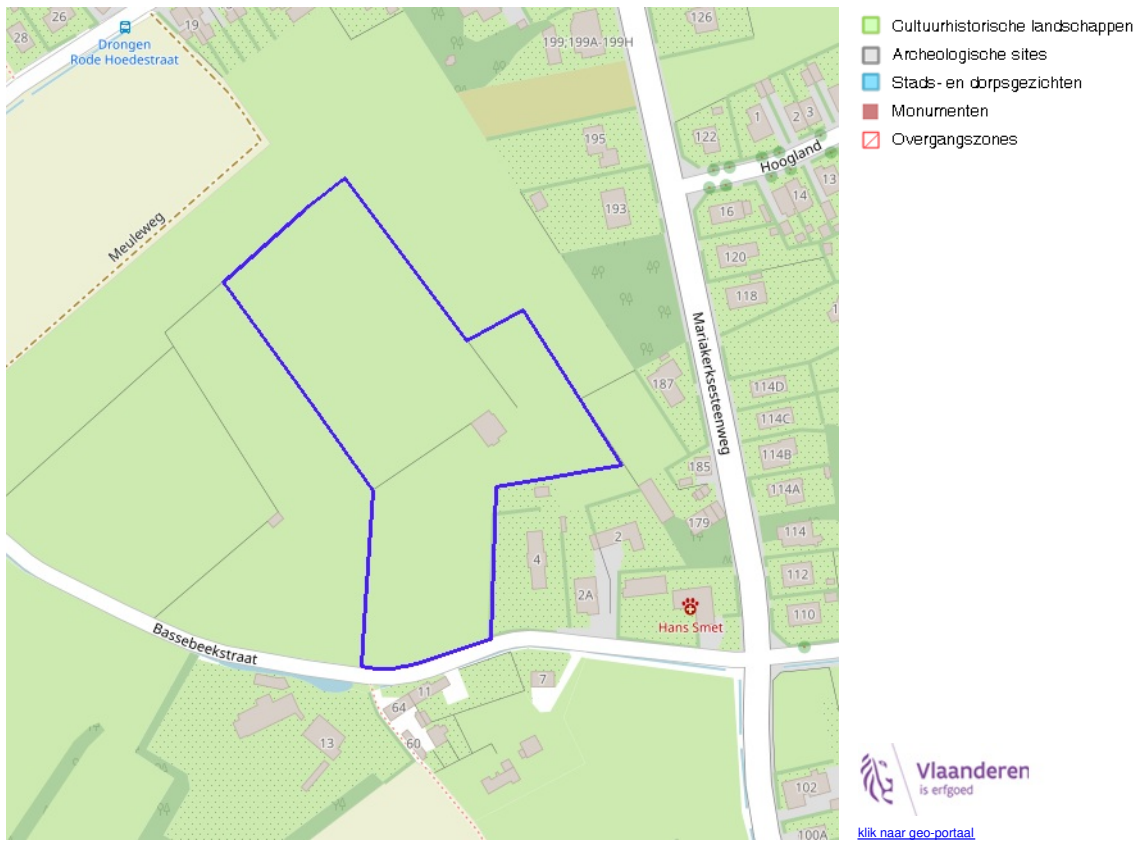 26
28
19
Drongen
Rode Hoedestraat
199;199A-199H
126
195
122
1
2
3
Hoogland
13
14
193
16
120
118
Meuleweg
Mariakerksesteenweg
187
114D
114C
114B
185
114A
179
114
2
4
112
2A
110
Hans Smet
Bassebeekstraat
7
11
64
60
13
102
100A
Cultuurhistorische landschappen
Archeologische sites
Stads- en dorpsgezichten
Monumenten
Overgangszones
Vlaanderen
is erfgoed
klik naar geo-portaal